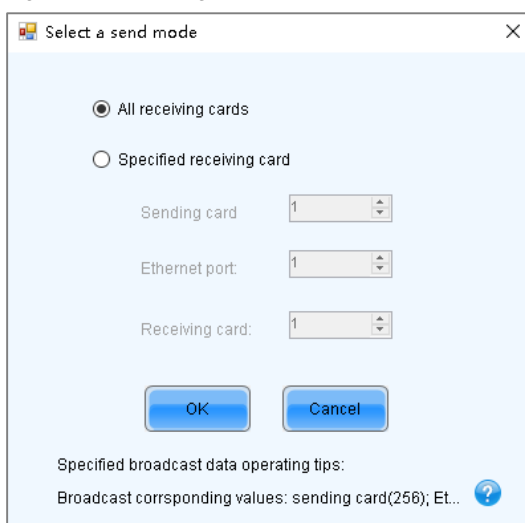 Select a send mode
All receiving cards
Specified receiving card
Sending card 1
Ethernet port: 1
Receiving card: 1
OK Cancel
Specified broadcast data operating tips:
Broadcast corrsponding values: sending card(256); Et...